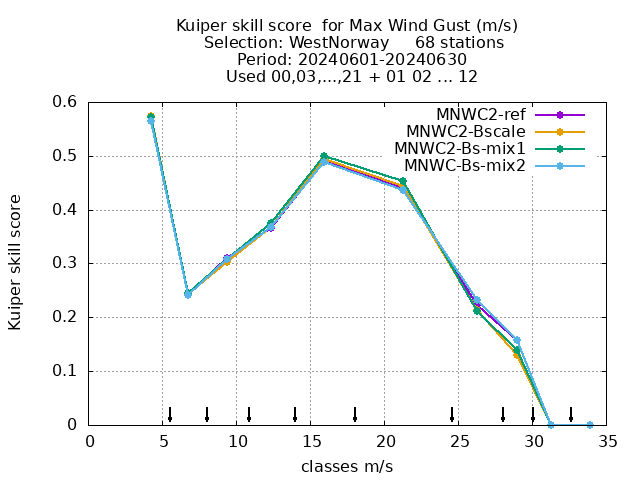 Kuiper skill score  for Max Wind Gust (m/s)
Selection: WestNorway     68 stations
Period: 20240601-20240630
Used 00,03,...,21 + 01 02 ... 12
MNWC2-ref
MNWC2-Bscale
MNWC2-Bs-mix1
MNWC-Bs-mix2
Kuiper skill score
0.6
0.5
0.4
0.3
0.2
0.1
0
0 5 10 15 20 25 30 35
classes m/s